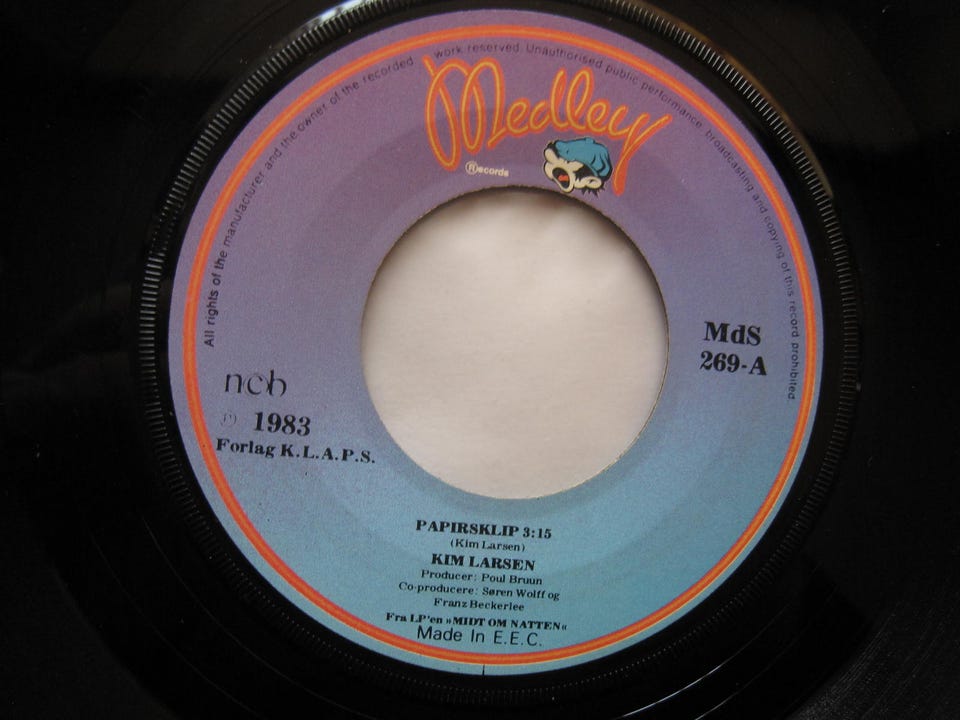 All rights of the manufacturer and the owner of the recorded work reserved. Unauthorised public performance, broadcasting and copying of this record prohibited.
Medley
Ⓡecords
MdS
269-A
ncb
Ⓟ 1983
Forlag K.L.A.P.S.
PAPIRSKLIP 3:15
(Kim Larsen)
KIM LARSEN
Producer: Poul Bruun
Co-producere: Søren Wolff og
Franz Beckerlee
Fra LP'en »MIDT OM NATTEN«
Made In E.E.C.